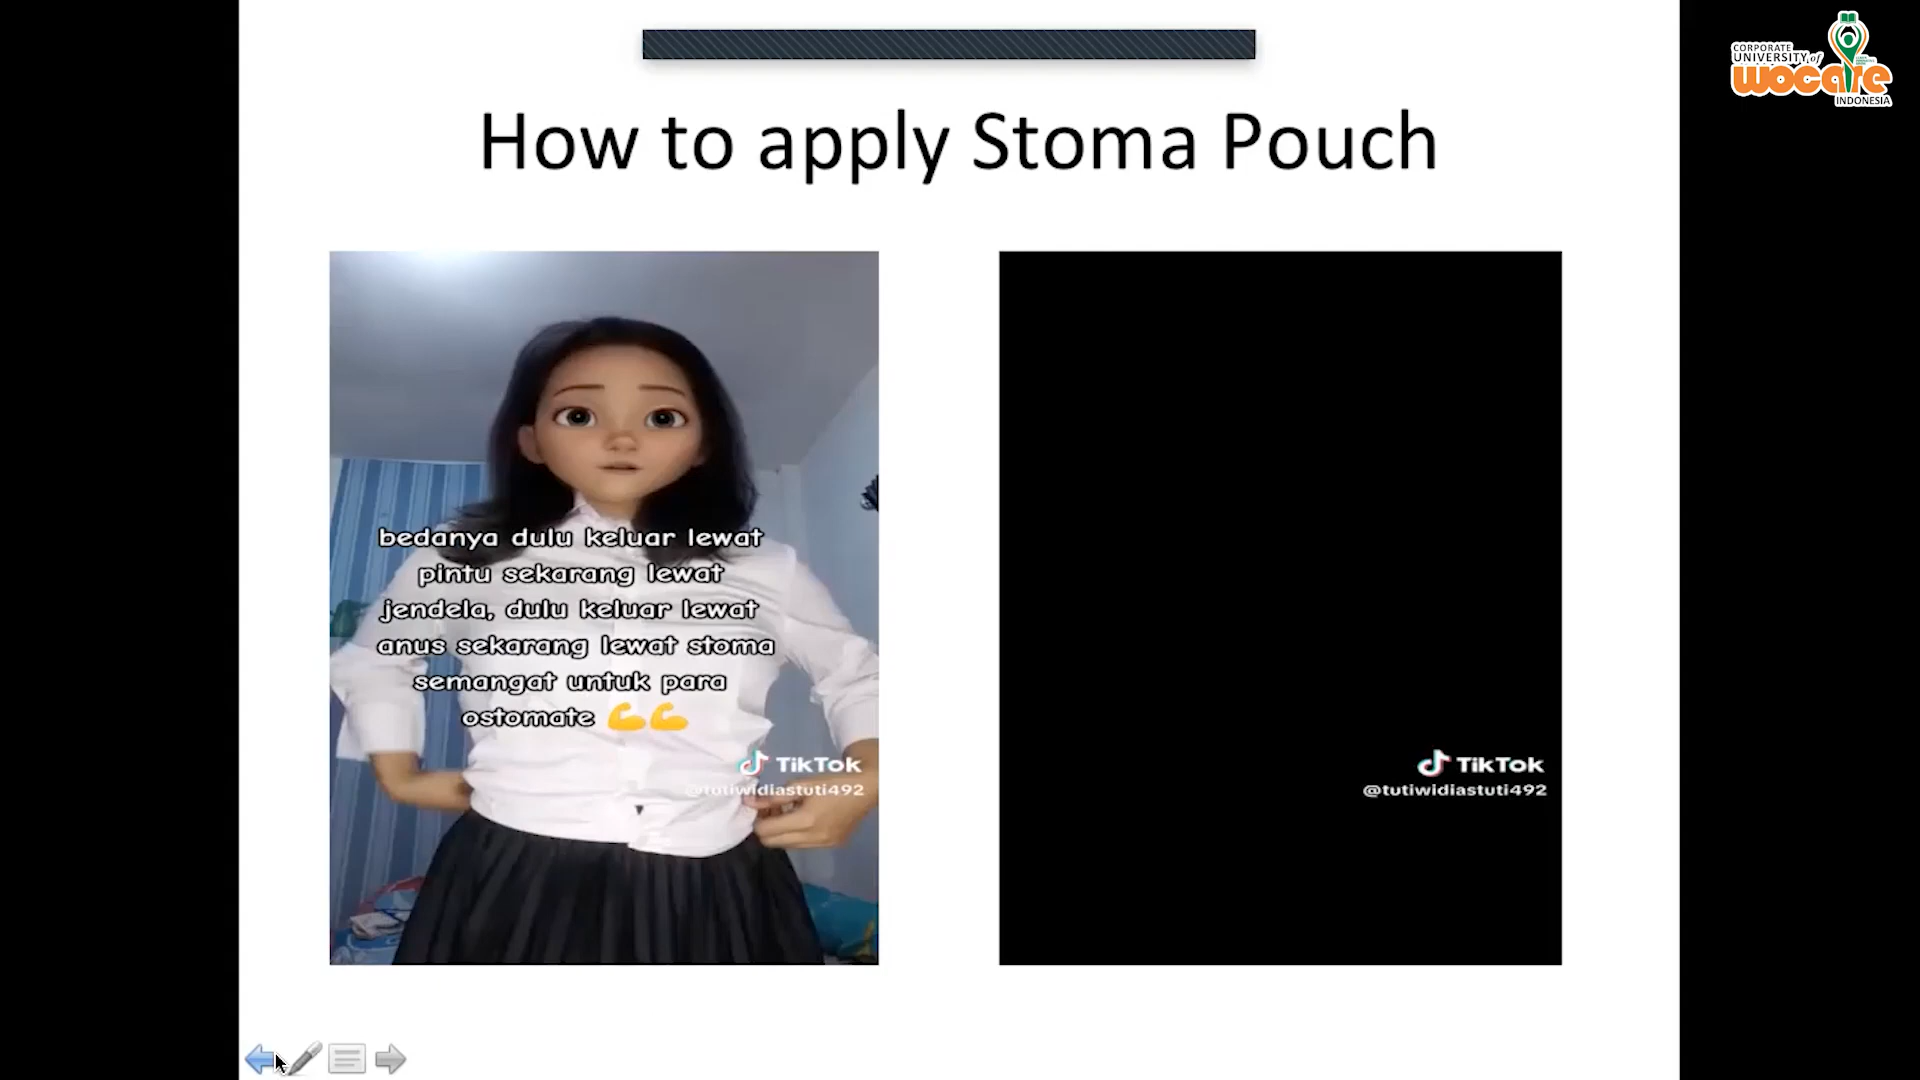 CORPORATE
UNIVERSITY of
wocare
INDONESIA
How to apply Stoma Pouch
bedanya dulu keluar lewat
pintu sekarang lewat
jendela, dulu keluar lewat
anus sekarang lewat stoma
semangat untuk para
ostomate 💪💪
TikTok
@tutiwidiastuti492
TikTok
@tutiwidiastuti492